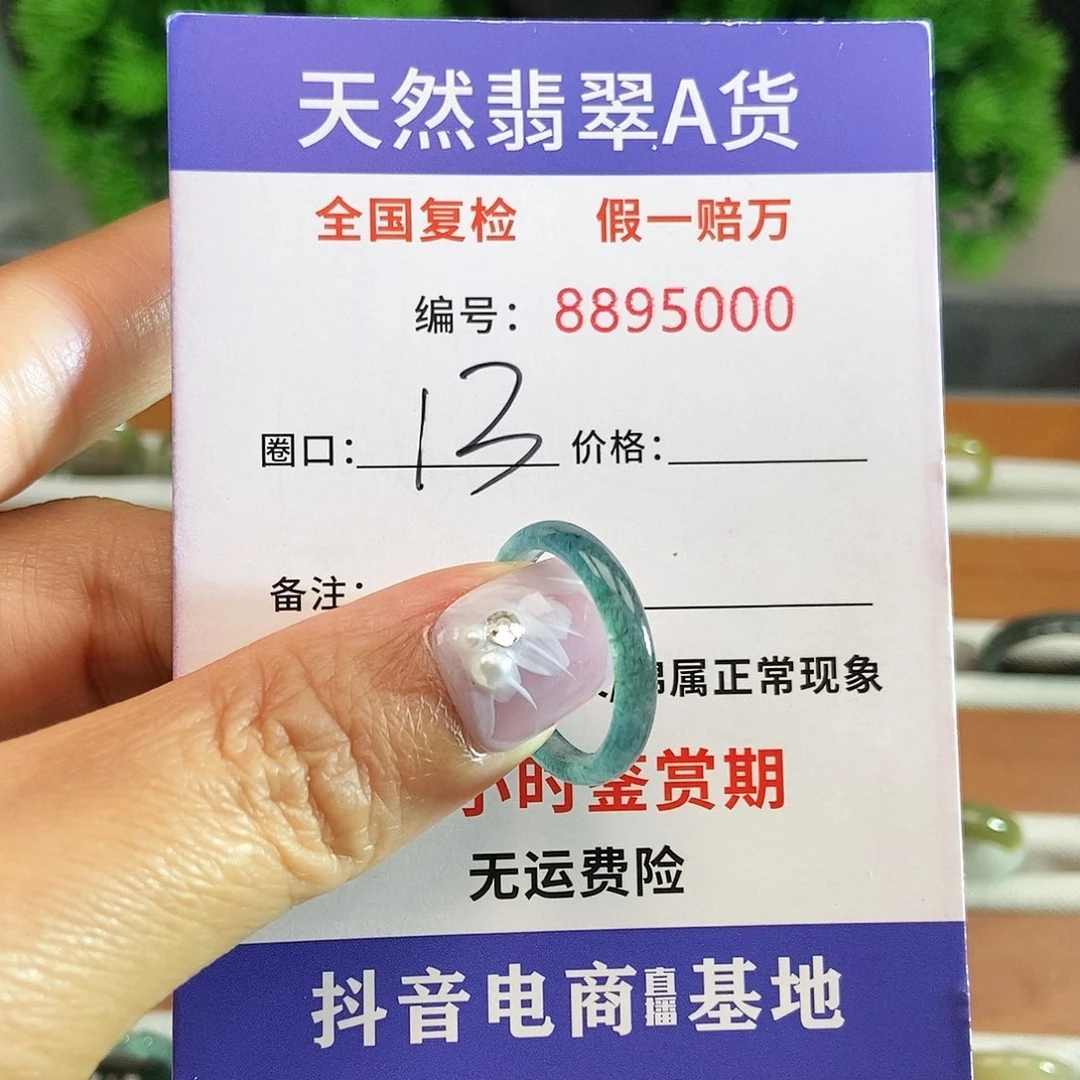 天然翡翠A货
全国复检 假一赔万
编号：8895000
圈口：13 价格：
备注：
属正常现象
小时鉴赏期
无运费险
抖音电商直播基地